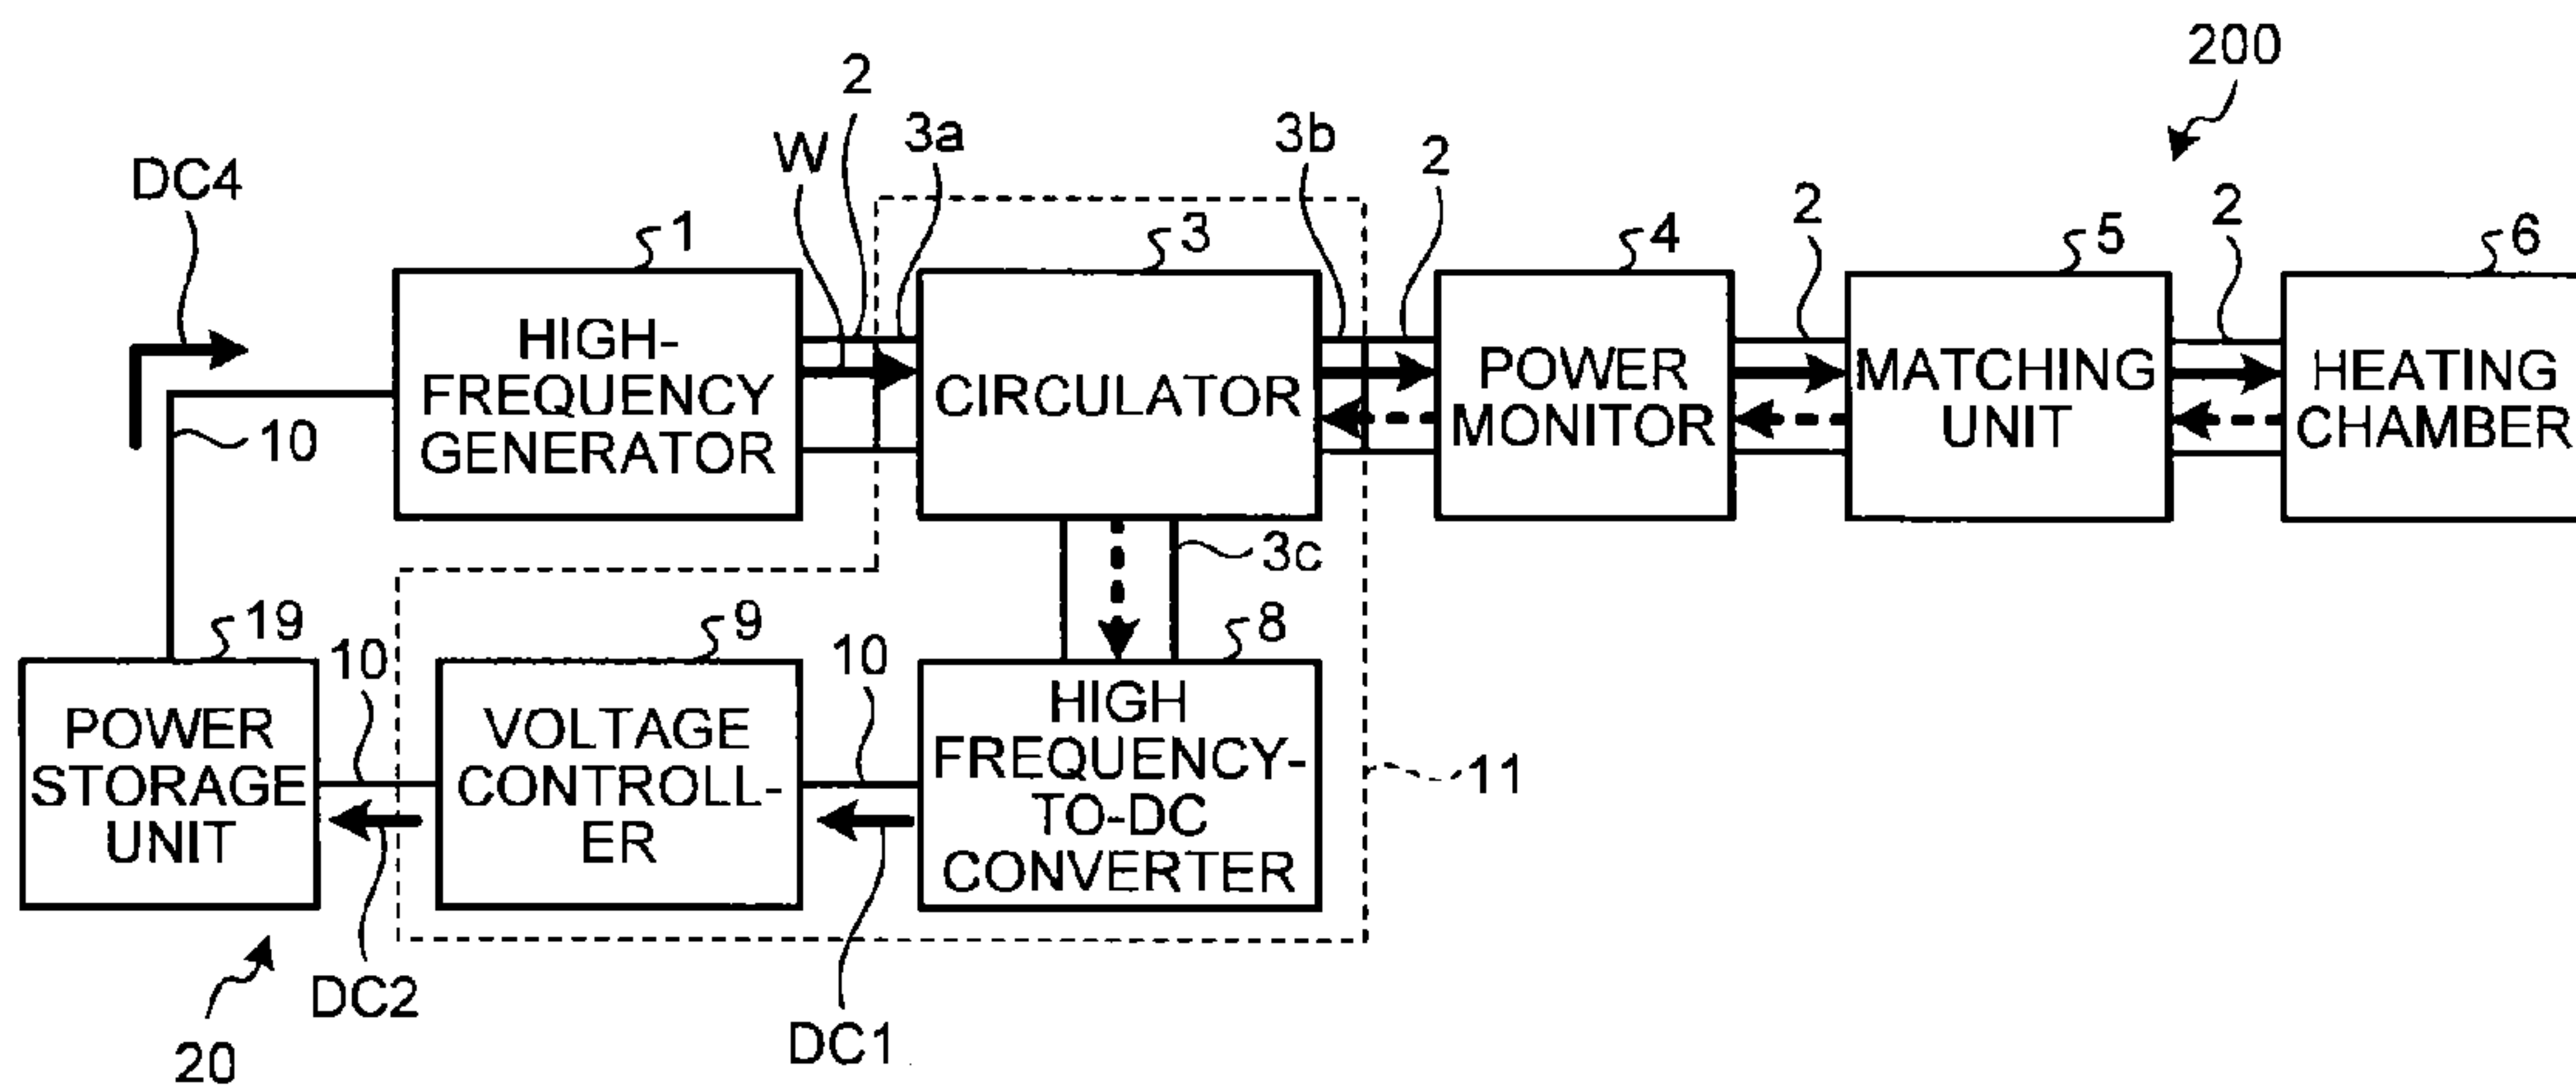 200
2
W
3a
3b
2
DC4
2
2
1
3
4
5
6
HIGH-
FREQUENCY
GENERATOR
CIRCULATOR
POWER
MONITOR
MATCHING
UNIT
HEATING
CHAMBER
10
3c
19
10
9
10
8
POWER
STORAGE
UNIT
VOLTAGE
CONTROLL-
ER
HIGH
FREQUENCY-
TO-DC
CONVERTER
11
DC2
DC1
20